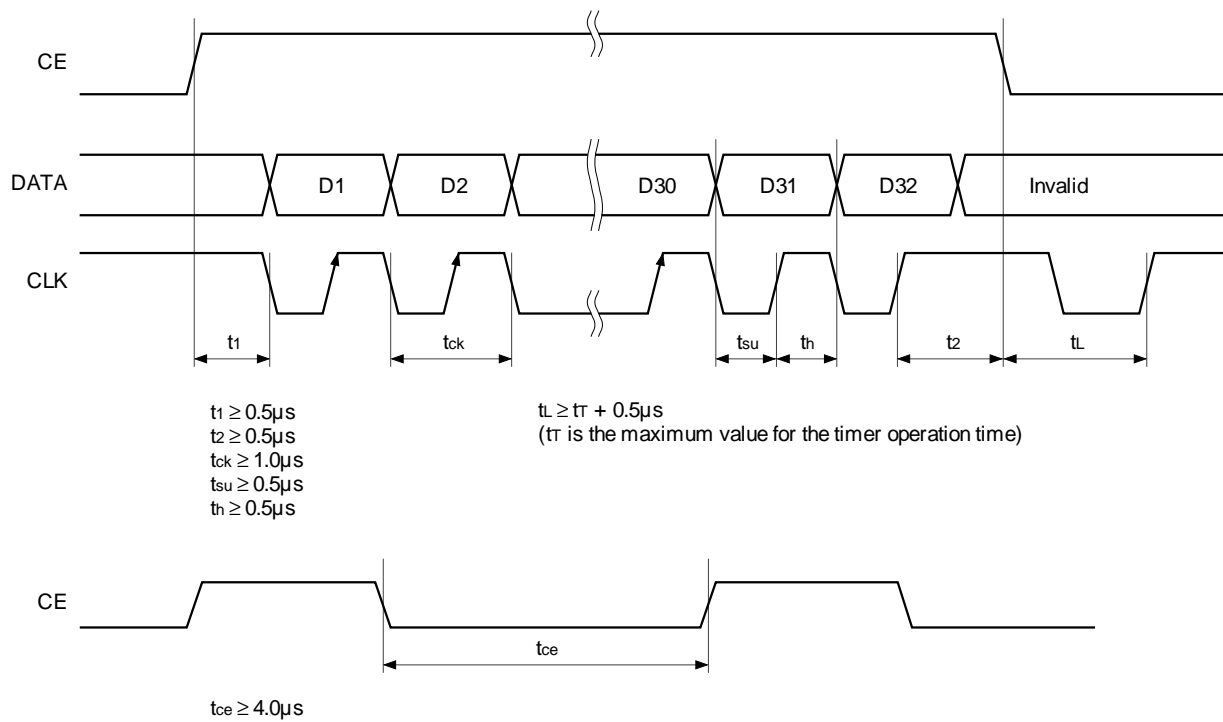 CE
DATA D1 D2 D30 D31 D32 Invalid
CLK
t1 tck tsu th t2 tL
t1 ≥ 0.5µs
t2 ≥ 0.5µs
tck ≥ 1.0µs
tsu ≥ 0.5µs
th ≥ 0.5µs
tL ≥ tT + 0.5µs
(tT is the maximum value for the timer operation time)
CE
tce
tce ≥ 4.0µs